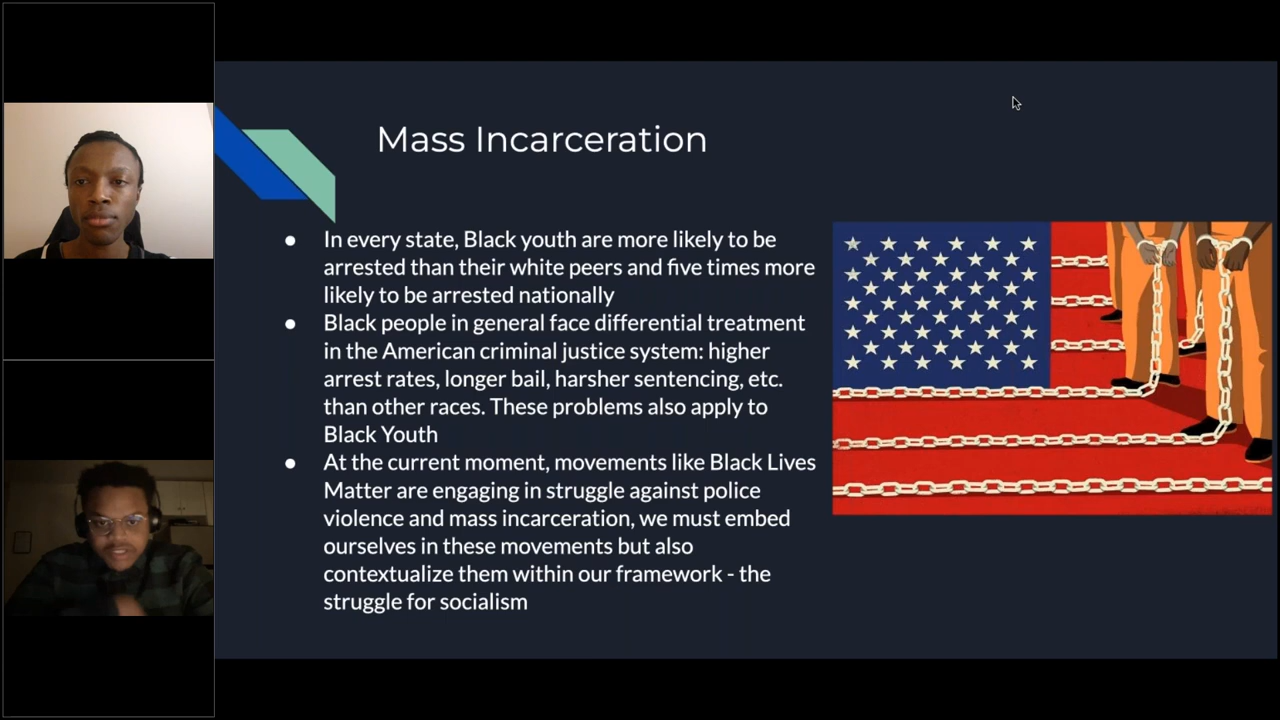 Mass Incarceration
● In every state, Black youth are more likely to be
arrested than their white peers and five times more
likely to be arrested nationally
● Black people in general face differential treatment
in the American criminal justice system: higher
arrest rates, longer bail, harsher sentencing, etc.
than other races. These problems also apply to
Black Youth
● At the current moment, movements like Black Lives
Matter are engaging in struggle against police
violence and mass incarceration, we must embed
ourselves in these movements but also
contextualize them within our framework - the
struggle for socialism